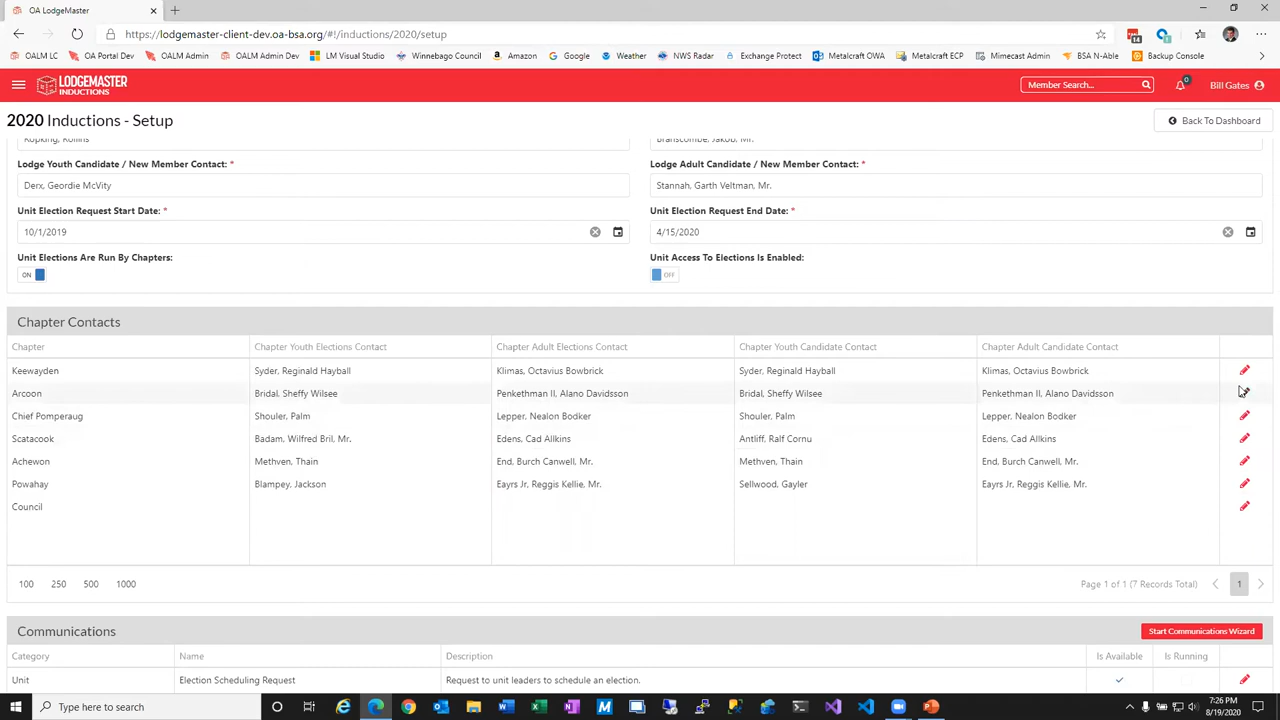 OA LodgeMaster
https://lodgemaster-client-dev.oa-bsa.org/#!/inductions/2020/setup
OALM LC OA Portal Dev OALM Admin OALM Admin Dev LM Visual Studio Winnebago Council Amazon Google Weather NWS Radar Exchange Protect Metalcraft OWA Metalcraft ECP Mimecast Admin BSA N-Able Backup Console
LODGEMASTER
INDUCTIONS
Member Search...
0
Bill Gates
2020 Inductions - Setup
Back To Dashboard
Kopking, Rollins Branscombe, Jakob, Mr.
Lodge Youth Candidate / New Member Contact: * Lodge Adult Candidate / New Member Contact: *
Derx, Geordie McVity Stannah, Garth Veltman, Mr.
Unit Election Request Start Date: * Unit Election Request End Date: *
10/1/2019 4/15/2020
Unit Elections Are Run By Chapters: Unit Access To Elections Is Enabled:
ON OFF
Chapter Contacts
Chapter Chapter Youth Elections Contact Chapter Adult Elections Contact Chapter Youth Candidate Contact Chapter Adult Candidate Contact
Keewayden Syder, Reginald Hayball Klimas, Octavius Bowbrick Syder, Reginald Hayball Klimas, Octavius Bowbrick
Arcoon Bridal, Sheffy Wilsee Penkethman II, Alano Davidsson Bridal, Sheffy Wilsee Penkethman II, Alano Davidsson
Chief Pomperaug Shouler, Palm Lepper, Nealon Bodker Shouler, Palm Lepper, Nealon Bodker
Scatacook Badam, Wilfred Bril, Mr. Edens, Cad Allkins Antliff, Ralf Cornu Edens, Cad Allkins
Achewon Methven, Thain End, Burch Canwell, Mr. Methven, Thain End, Burch Canwell, Mr.
Powahay Blampey, Jackson Eayrs Jr, Reggis Kellie, Mr. Sellwood, Gayler Eayrs Jr, Reggis Kellie, Mr.
Council
100 250 500 1000 Page 1 of 1 (7 Records Total) 1
Communications Start Communications Wizard
Category Name Description Is Available Is Running
Unit Election Scheduling Request Request to unit leaders to schedule an election.
Type here to search
7:26 PM
8/19/2020